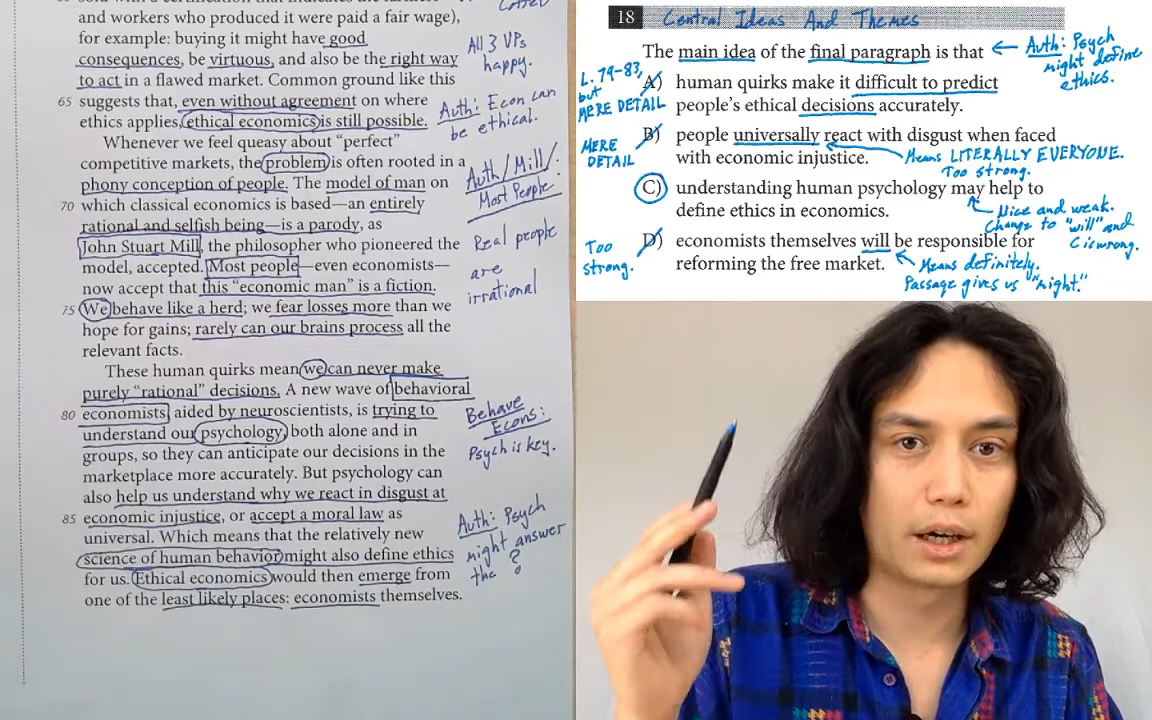 sold with a certification that indicates the farmers
and workers who produced it were paid a fair wage),
for example: buying it might have good
consequences, be virtuous, and also be the right way
to act in a flawed market. Common ground like this
65 suggests that, even without agreement on where
ethics applies, ethical economics is still possible.
Whenever we feel queasy about “perfect”
competitive markets, the problem is often rooted in a
phony conception of people. The model of man on
70 which classical economics is based—an entirely
rational and selfish being—is a parody, as
John Stuart Mill, the philosopher who pioneered the
model, accepted. Most people—even economists—
now accept that this “economic man” is a fiction.
75 We behave like a herd; we fear losses more than we
hope for gains; rarely can our brains process all the
relevant facts.
These human quirks mean we can never make
purely “rational” decisions. A new wave of behavioral
80 economists, aided by neuroscientists, is trying to
understand our psychology, both alone and in
groups, so they can anticipate our decisions in the
marketplace more accurately. But psychology can
also help us understand why we react in disgust at
85 economic injustice, or accept a moral law as
universal. Which means that the relatively new
science of human behavior might also define ethics
for us. Ethical economics would then emerge from
one of the least likely places: economists themselves.
All 3 VPs
happy.
Auth: Econ can
be ethical.
Auth/Mill/
Most People:
Real people
are
irrational
Behave
Econs:
Psych is key.
Auth: Psych
might answer
the ?
18 Central Ideas And Themes
The main idea of the final paragraph is that
← Auth: Psych
might define
ethics.
L. 79-83,
but
MERE DETAIL
A) human quirks make it difficult to predict
people’s ethical decisions accurately.
MERE
DETAIL
B) people universally react with disgust when faced
with economic injustice.
Means LITERALLY EVERYONE.
Too strong.
C) understanding human psychology may help to
define ethics in economics.
Nice and weak.
Change to "will" and
C is wrong.
Too
strong.
D) economists themselves will be responsible for
reforming the free market.
Means definitely.
Passage gives us "might."